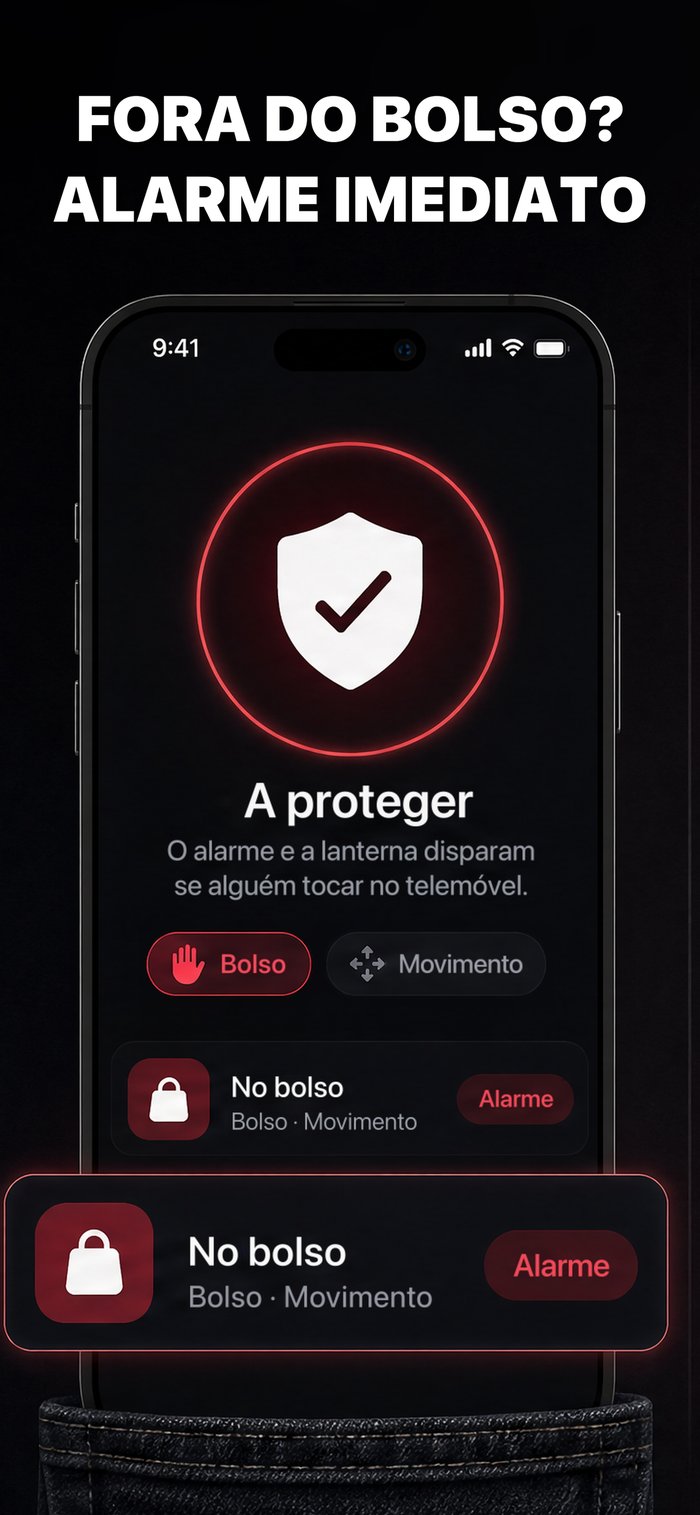 FORA DO BOLSO?
ALARME IMEDIATO
9:41
A proteger
O alarme e a lanterna disparam
se alguém tocar no telemóvel.
Bolso
Movimento
No bolso
Bolso · Movimento
Alarme
No bolso
Bolso · Movimento
Alarme